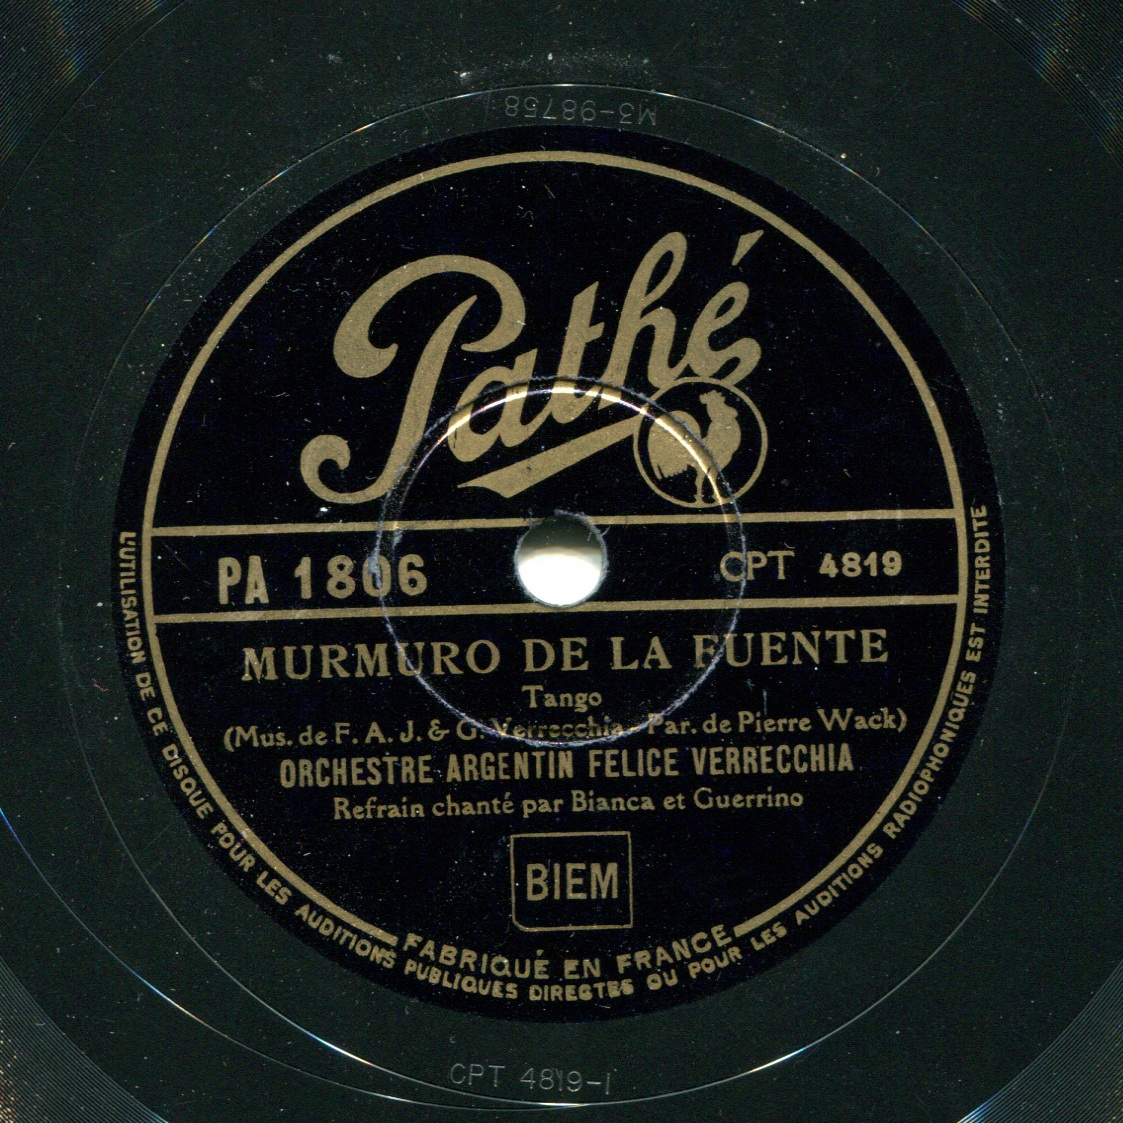 M3-98758
Pathé
PA 1806
CPT 4819
MURMURO DE LA FUENTE
Tango
(Mus. de F. A. J. & G. Verrecchia - Par. de Pierre Wack)
ORCHESTRE ARGENTIN FELICE VERRECCHIA
Refrain chanté par Bianca et Guerrino
BIEM
FABRIQUÉ EN FRANCE
L'UTILISATION DE CE DISQUE POUR LES AUDITIONS PUBLIQUES DIRECTES OU POUR LES AUDITIONS RADIOPHONIQUES EST INTERDITE
CPT 4819-1